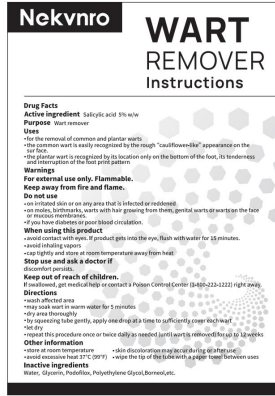 Nekvnro
WART
REMOVER
Instructions
Drug Facts
Active ingredient Salicylic acid 5% w/w
Purpose Wart remover
Uses
•for the removal of common and plantar warts
•the common wart is easily recognized by the rough "cauliflower-like" appearance on the
sur face.
•the plantar wart is recognized by its location only on the bottom of the foot, its tenderness
and interruption of the foot print pattern
Warnings
For external use only. Flammable.
Keep away from fire and flame.
Do not use
•on irritated skin or on any area that is infected or reddened
•on moles, birthmarks, warts with hair growing from them, genital warts or warts on the face
or mucous membranes.
•if you have diabetes or poor blood circulation.
When using this product
•avoid contact with eyes. If product gets into the eye, flush with water for 15 minutes.
•avoid inhaling vapors
•cap tightly and store at room temperature away from heat
Stop use and ask a doctor if
discomfort persists.
Keep out of reach of children.
If swallowed, get medical help or contact a Poison Control Center (1-800-222-1222) right away.
Directions
•wash affected area
•may soak wart in warm water for 5 minutes
•dry area thoroughly
•by squeezing tube gently, apply one drop at a time to sufficiently cover each wart
•let dry
•repeat this procedure once or twice daily as needed (until wart is removed) for up to 12 weeks
Other information
•store at room temperature •skin discoloration may occur during or after use
•avoid excessive heat 37°C (99°F) •wipe the tip of the tube with a paper towel between uses
Inactive ingredients
Water, Glycerin, Podofilox, Polyethylene Glycol,Borneol,etc.